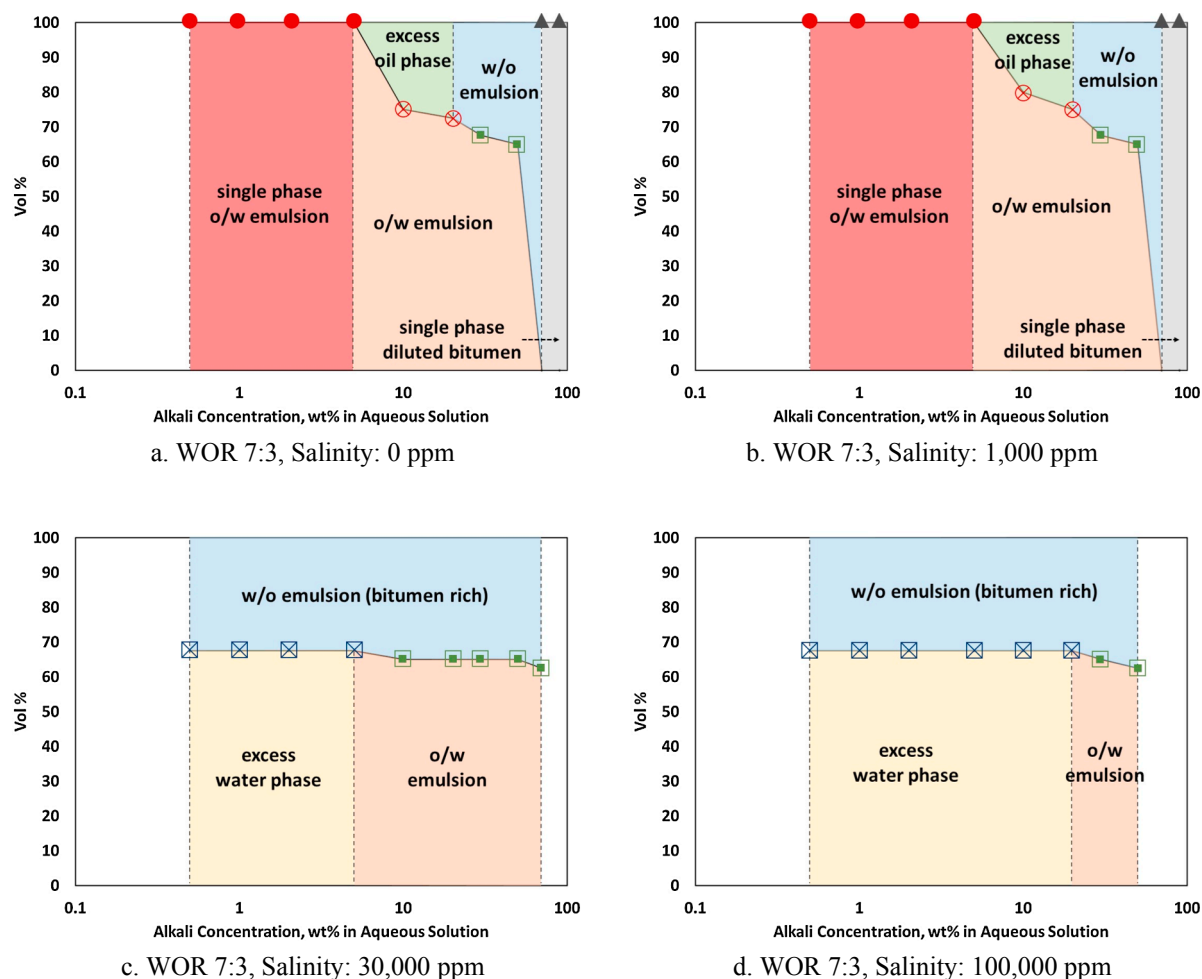 100
90
80
70
60
50
40
30
20
10
0
Vol %
excess
oil phase
w/o
emulsion
single phase
o/w emulsion
o/w emulsion
single phase
diluted bitumen
0.1
1
10
100
Alkali Concentration, wt% in Aqueous Solution
a. WOR 7:3, Salinity: 0 ppm
100
90
80
70
60
50
40
30
20
10
0
Vol %
excess
oil phase
w/o
emulsion
single phase
o/w emulsion
o/w emulsion
single phase
diluted bitumen
0.1
1
10
100
Alkali Concentration, wt% in Aqueous Solution
b. WOR 7:3, Salinity: 1,000 ppm
100
90
80
70
60
50
40
30
20
10
0
Vol %
w/o emulsion (bitumen rich)
excess
water phase
o/w
emulsion
0.1
1
10
100
Alkali Concentration, wt% in Aqueous Solution
c. WOR 7:3, Salinity: 30,000 ppm
100
90
80
70
60
50
40
30
20
10
0
Vol %
w/o emulsion (bitumen rich)
excess
water phase
o/w
emulsion
0.1
1
10
100
Alkali Concentration, wt% in Aqueous Solution
d. WOR 7:3, Salinity: 100,000 ppm